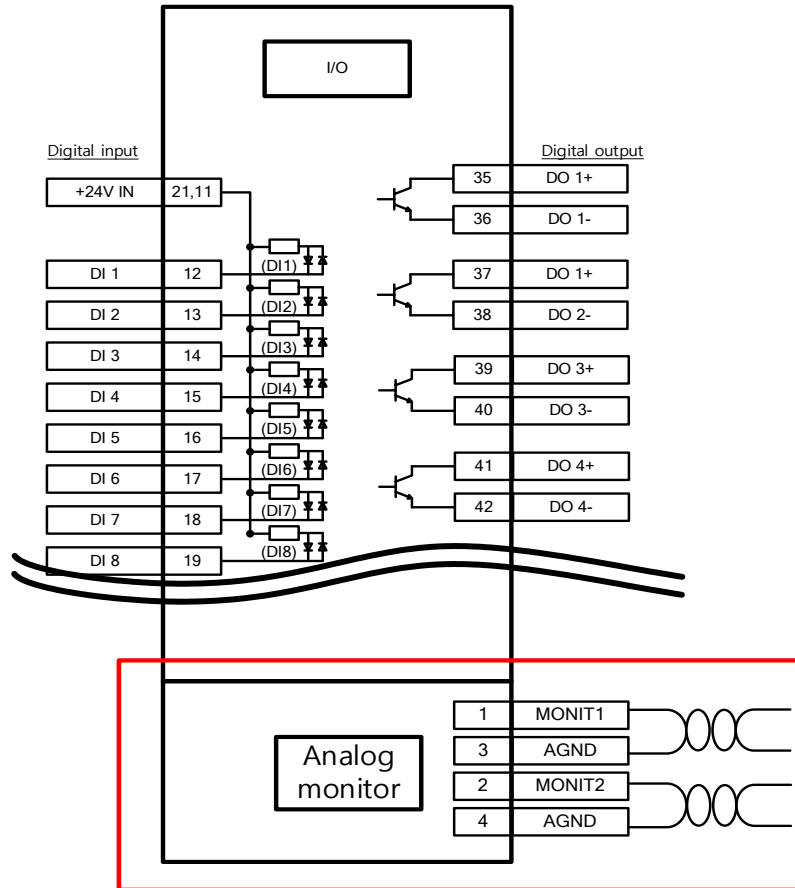 I/O
Digital input
Digital output
+24V IN 21,11
35 DO 1+
36 DO 1-
(DI1)
DI 1 12
37 DO 1+
(DI2)
DI 2 13
38 DO 2-
(DI3)
DI 3 14
39 DO 3+
(DI4)
DI 4 15
40 DO 3-
(DI5)
DI 5 16
41 DO 4+
(DI6)
DI 6 17
42 DO 4-
(DI7)
DI 7 18
(DI8)
DI 8 19
Analog
monitor
1 MONIT1
3 AGND
2 MONIT2
4 AGND